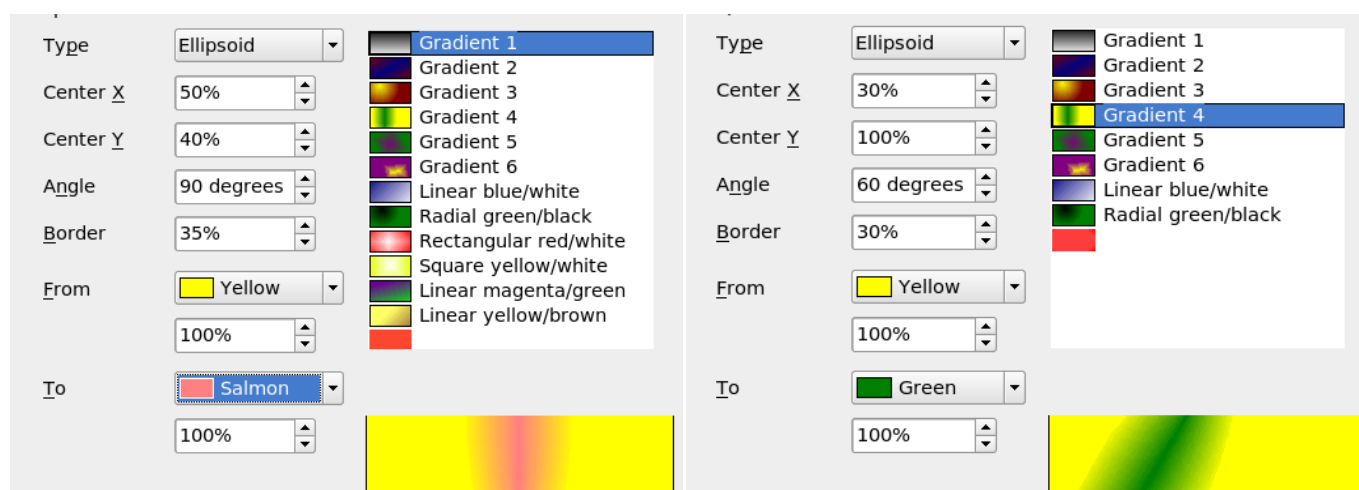 Type
Ellipsoid
Center X
50%
Center Y
40%
Angle
90 degrees
Border
35%
From
Yellow
100%
To
Salmon
100%
Gradient 1
Gradient 2
Gradient 3
Gradient 4
Gradient 5
Gradient 6
Linear blue/white
Radial green/black
Rectangular red/white
Square yellow/white
Linear magenta/green
Linear yellow/brown
Type
Ellipsoid
Center X
30%
Center Y
100%
Angle
60 degrees
Border
30%
From
Yellow
100%
To
Green
100%
Gradient 1
Gradient 2
Gradient 3
Gradient 4
Gradient 5
Gradient 6
Linear blue/white
Radial green/black